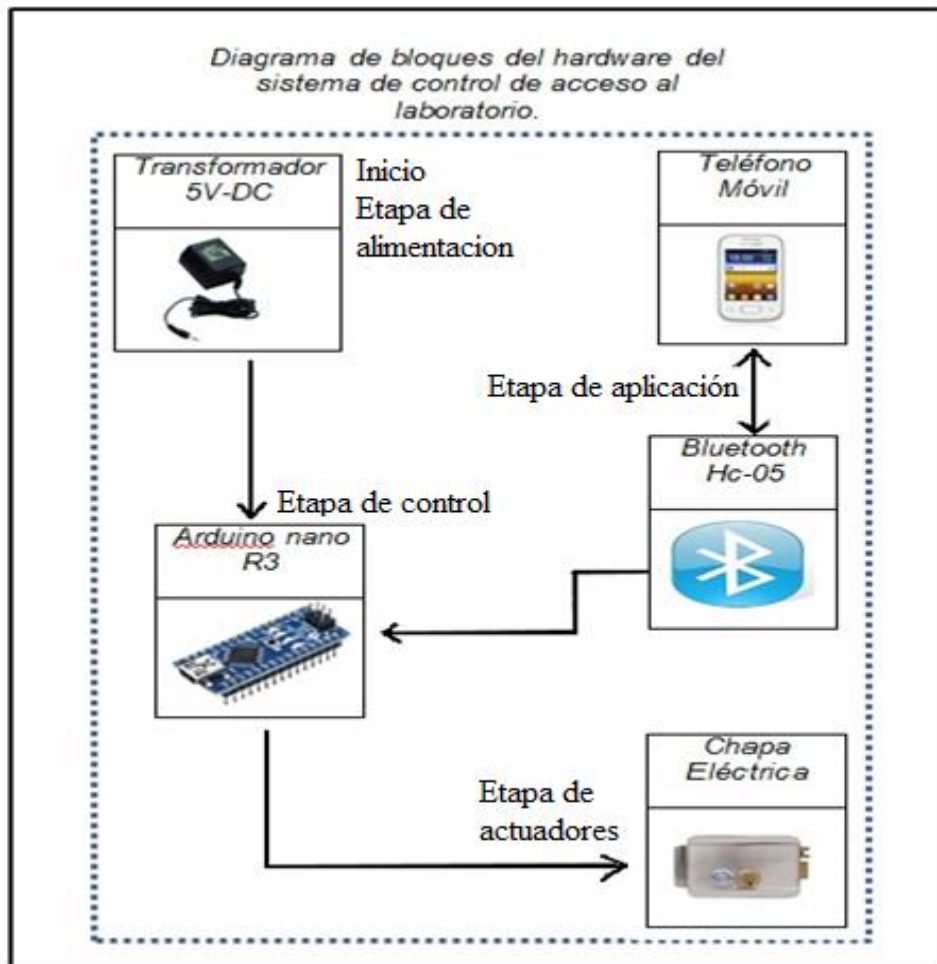 Diagrama de bloques del hardware del
sistema de control de acceso al
laboratorio.
Transformador
5V-DC
Inicio
Etapa de
alimentacion
Teléfono
Móvil
Etapa de aplicación
Bluetooth
Hc-05
Etapa de control
Arduino nano
R3
Chapa
Eléctrica
Etapa de
actuadores